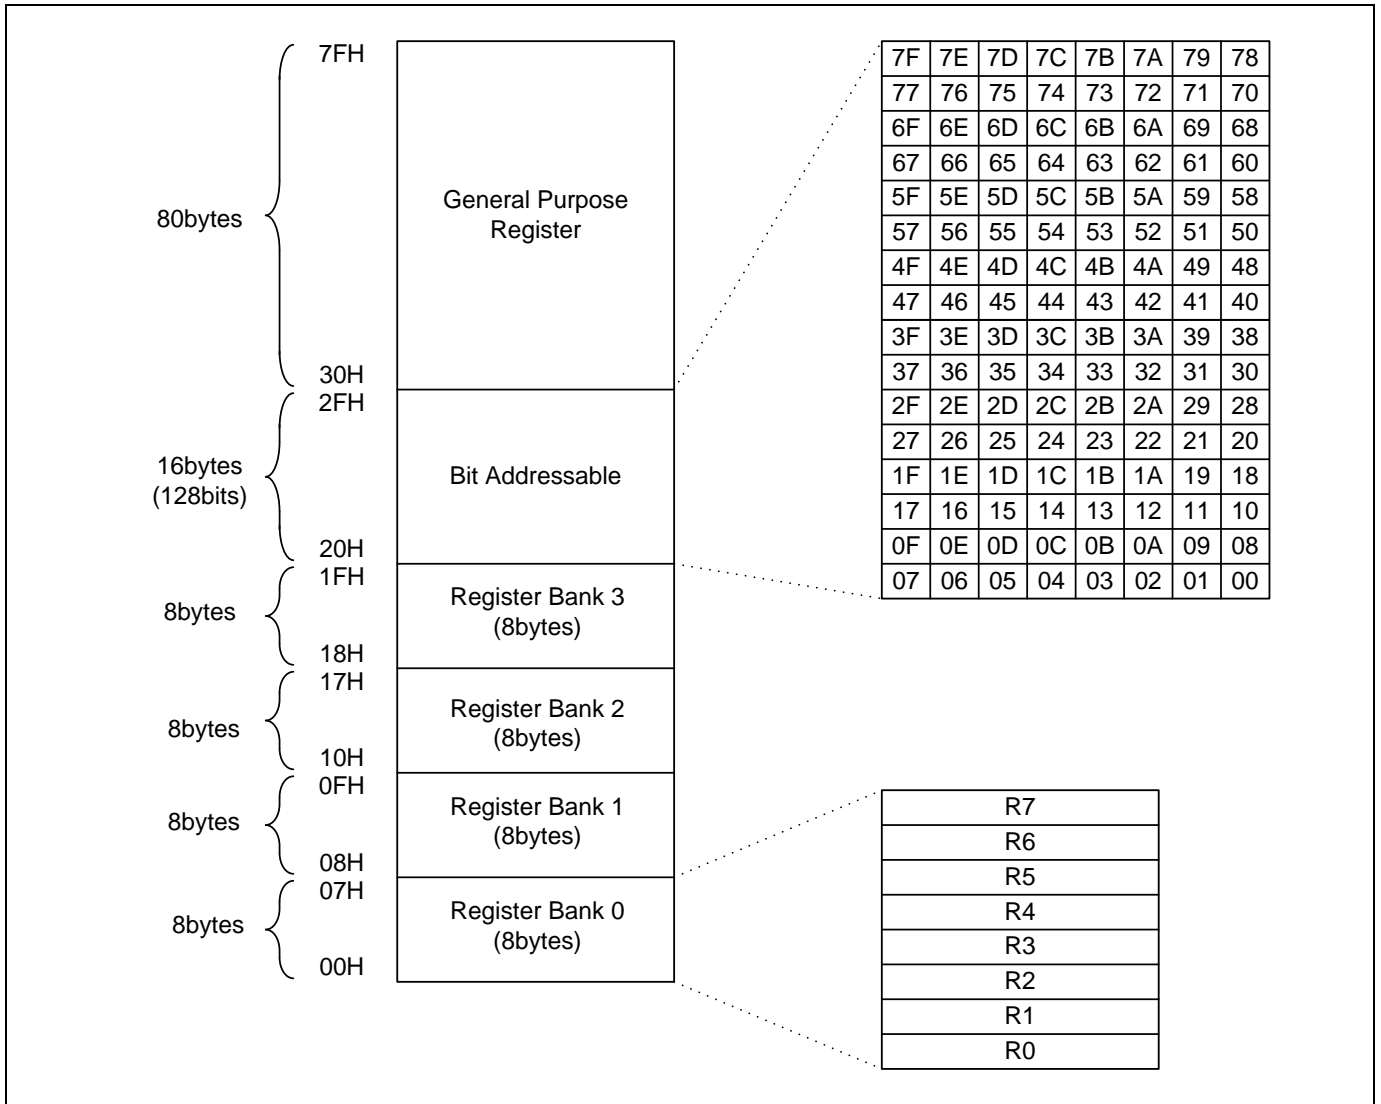 7FH
80bytes
General Purpose
Register
30H
2FH
16bytes
(128bits)
Bit Addressable
20H
1FH
8bytes
Register Bank 3
(8bytes)
18H
17H
8bytes
Register Bank 2
(8bytes)
10H
0FH
8bytes
Register Bank 1
(8bytes)
08H
07H
8bytes
Register Bank 0
(8bytes)
00H
7F 7E 7D 7C 7B 7A 79 78
77 76 75 74 73 72 71 70
6F 6E 6D 6C 6B 6A 69 68
67 66 65 64 63 62 61 60
5F 5E 5D 5C 5B 5A 59 58
57 56 55 54 53 52 51 50
4F 4E 4D 4C 4B 4A 49 48
47 46 45 44 43 42 41 40
3F 3E 3D 3C 3B 3A 39 38
37 36 35 34 33 32 31 30
2F 2E 2D 2C 2B 2A 29 28
27 26 25 24 23 22 21 20
1F 1E 1D 1C 1B 1A 19 18
17 16 15 14 13 12 11 10
0F 0E 0D 0C 0B 0A 09 08
07 06 05 04 03 02 01 00
R7
R6
R5
R4
R3
R2
R1
R0